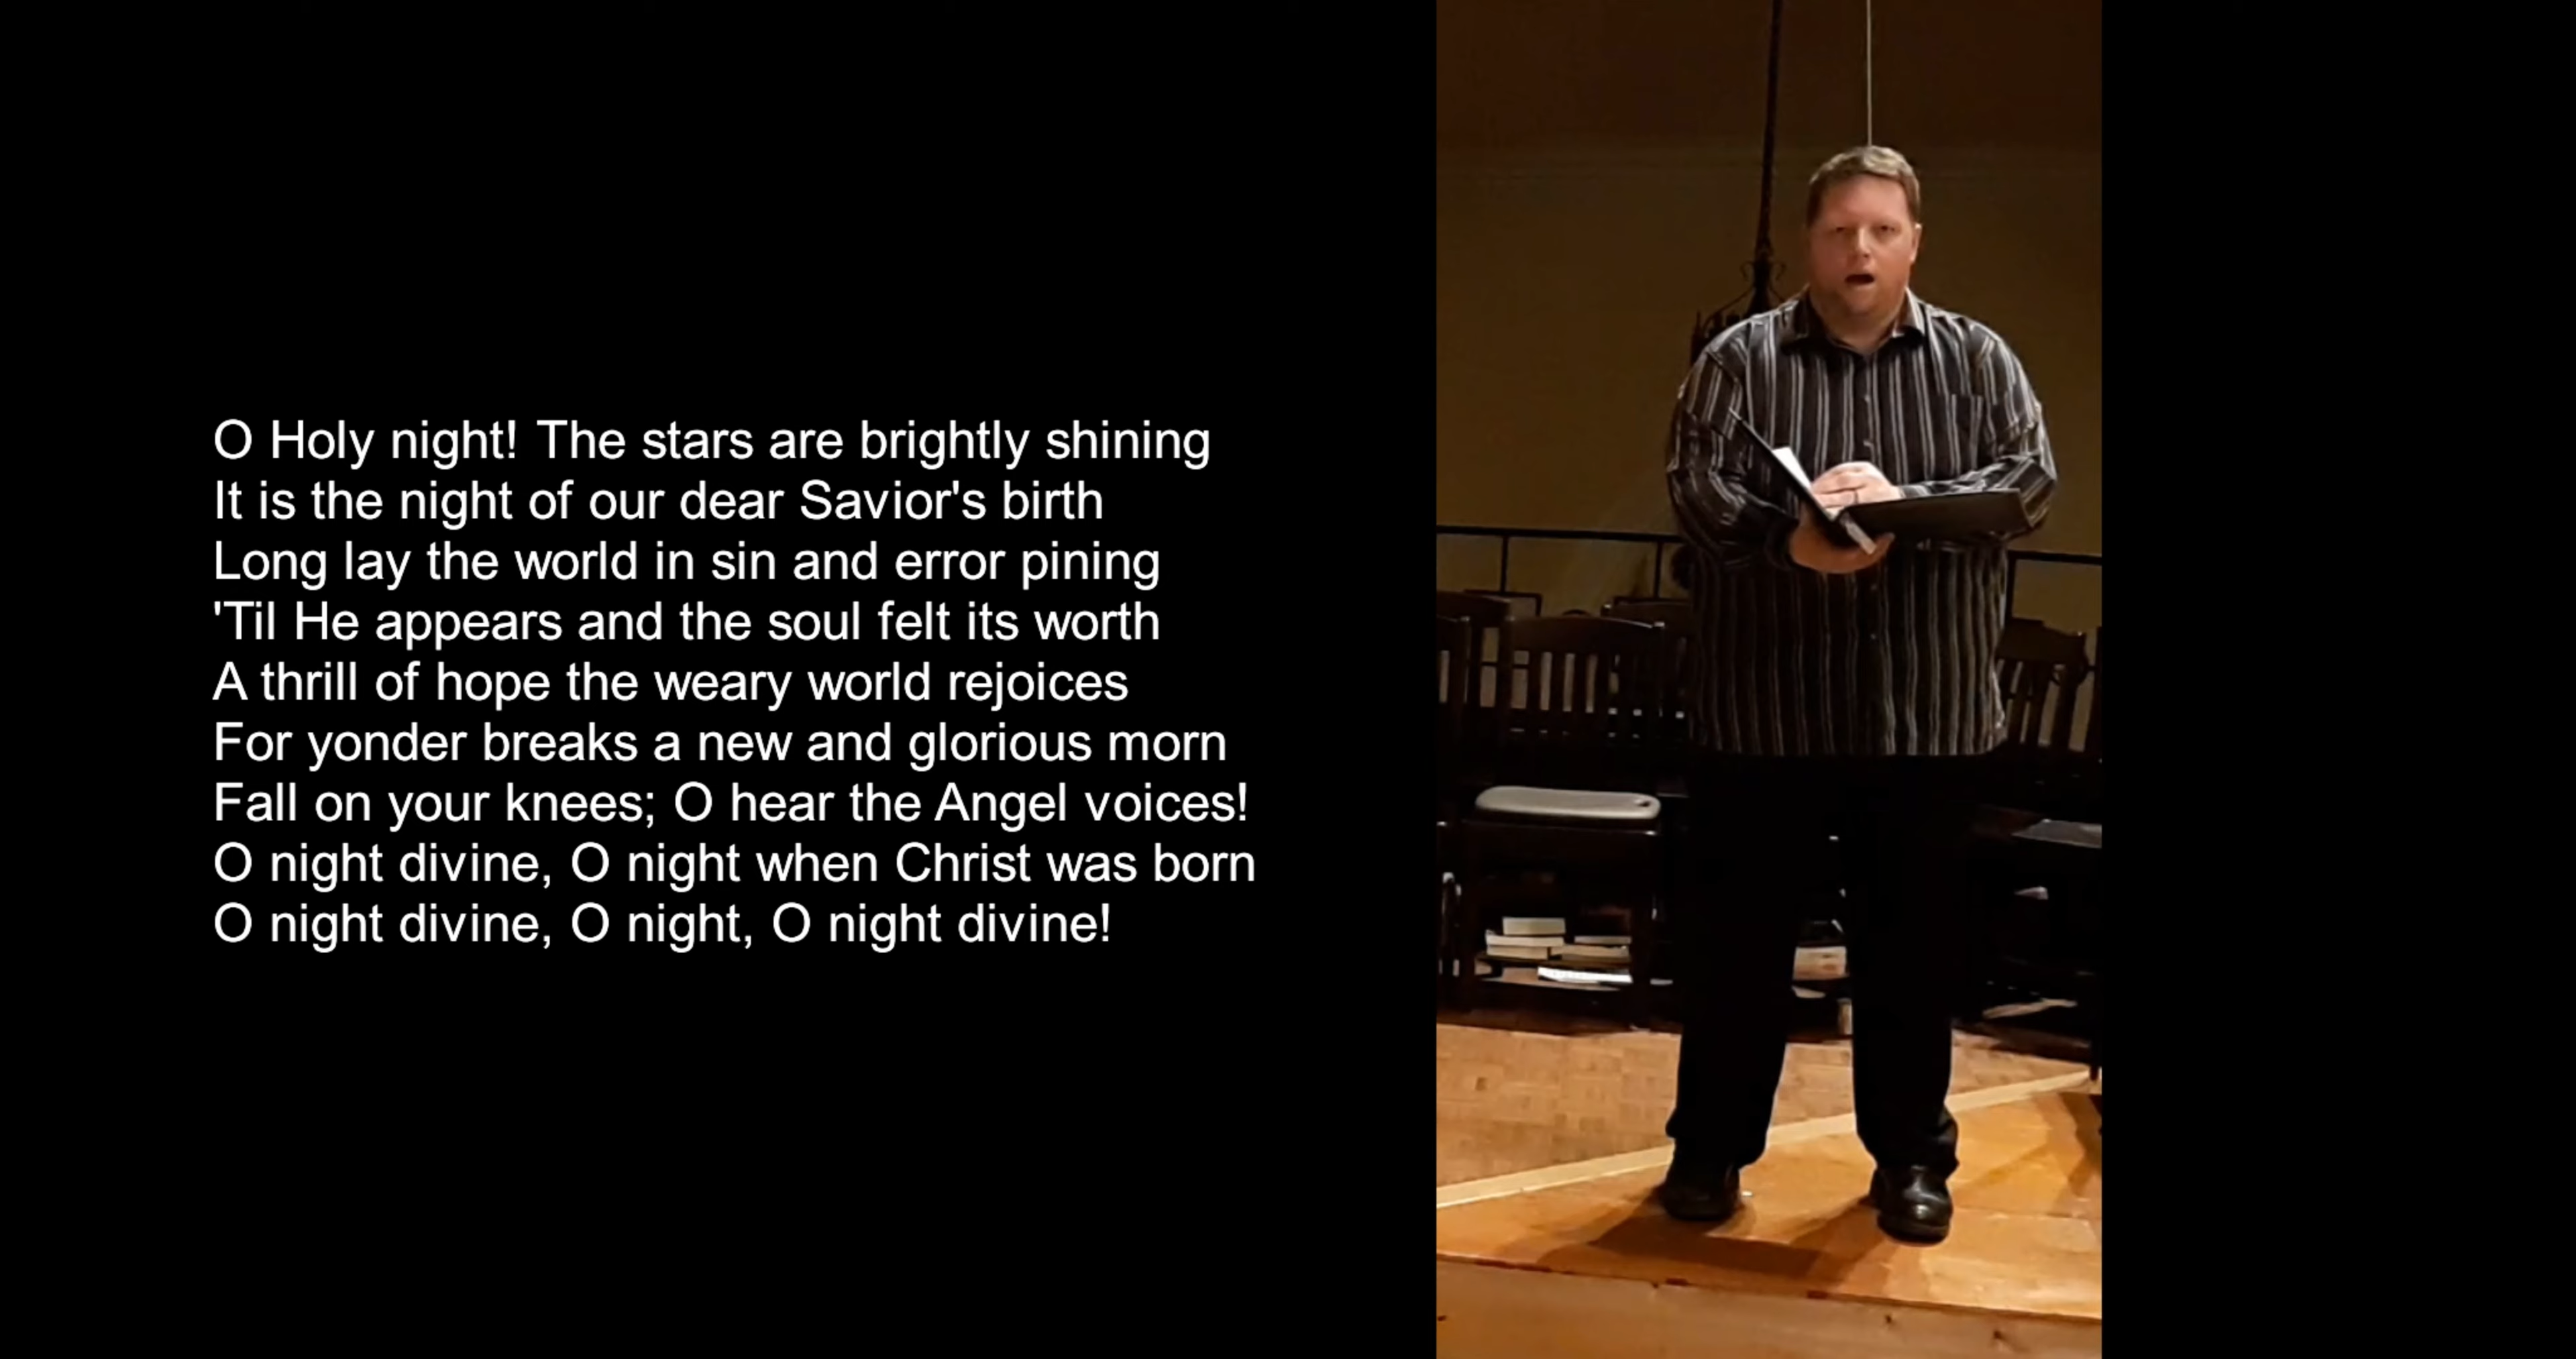 O Holy night! The stars are brightly shining
It is the night of our dear Savior's birth
Long lay the world in sin and error pining
'Til He appears and the soul felt its worth
A thrill of hope the weary world rejoices
For yonder breaks a new and glorious morn
Fall on your knees; O hear the Angel voices!
O night divine, O night when Christ was born
O night divine, O night, O night divine!